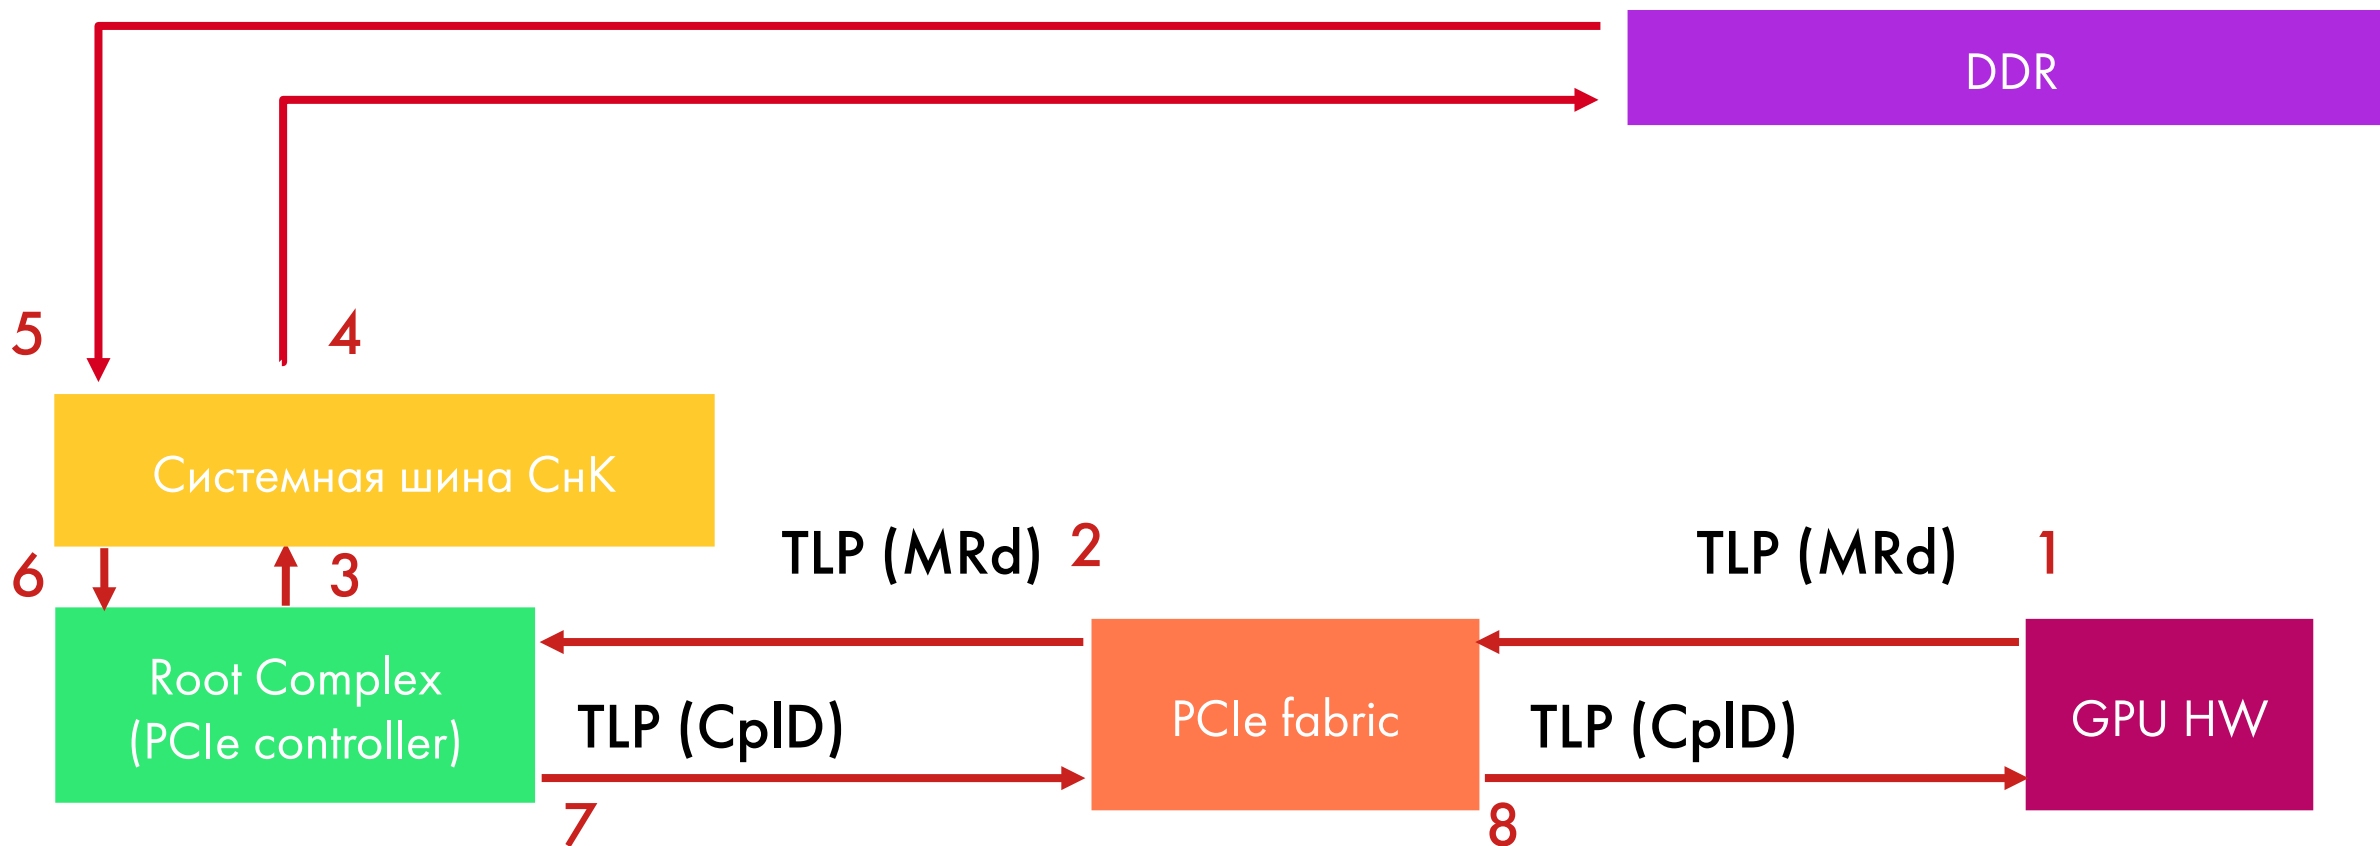 DDR
5
4
Системная шина СнК
TLP (MRd) 2
TLP (MRd) 1
6
3
Root Complex
(PCIe controller)
TLP (CplD)
PCIe fabric
TLP (CplD)
GPU HW
7
8